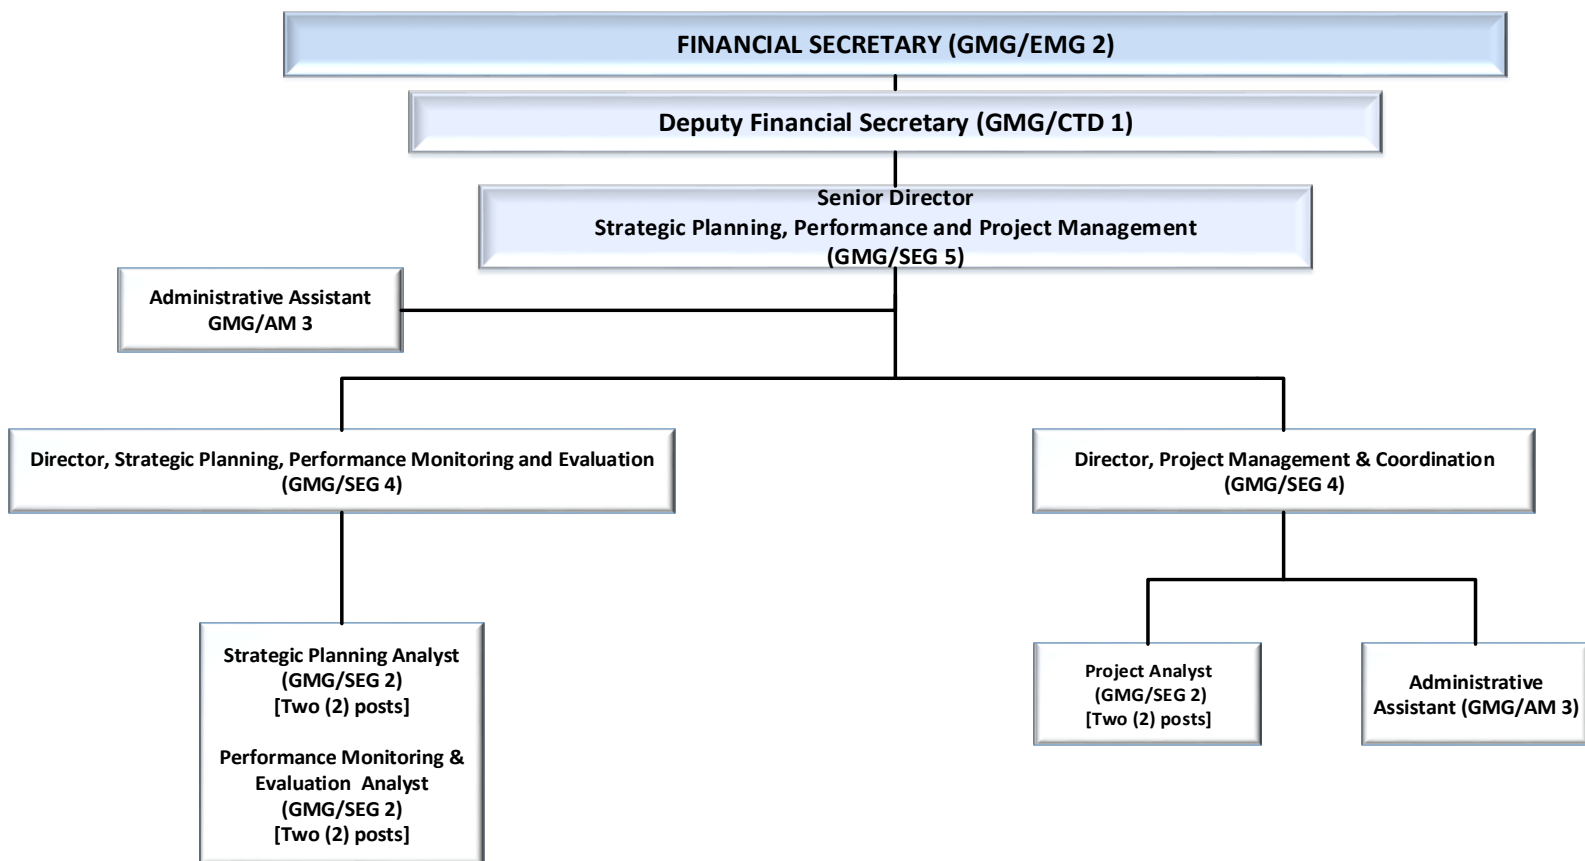 FINANCIAL SECRETARY (GMG/EMG 2)
Deputy Financial Secretary (GMG/CTD 1)
Senior Director
Strategic Planning, Performance and Project Management
(GMG/SEG 5)
Administrative Assistant
GMG/AM 3
Director, Strategic Planning, Performance Monitoring and Evaluation
(GMG/SEG 4)
Director, Project Management & Coordination
(GMG/SEG 4)
Strategic Planning Analyst
(GMG/SEG 2)
[Two (2) posts]
Performance Monitoring &
Evaluation Analyst
(GMG/SEG 2)
[Two (2) posts]
Project Analyst
(GMG/SEG 2)
[Two (2) posts]
Administrative
Assistant (GMG/AM 3)